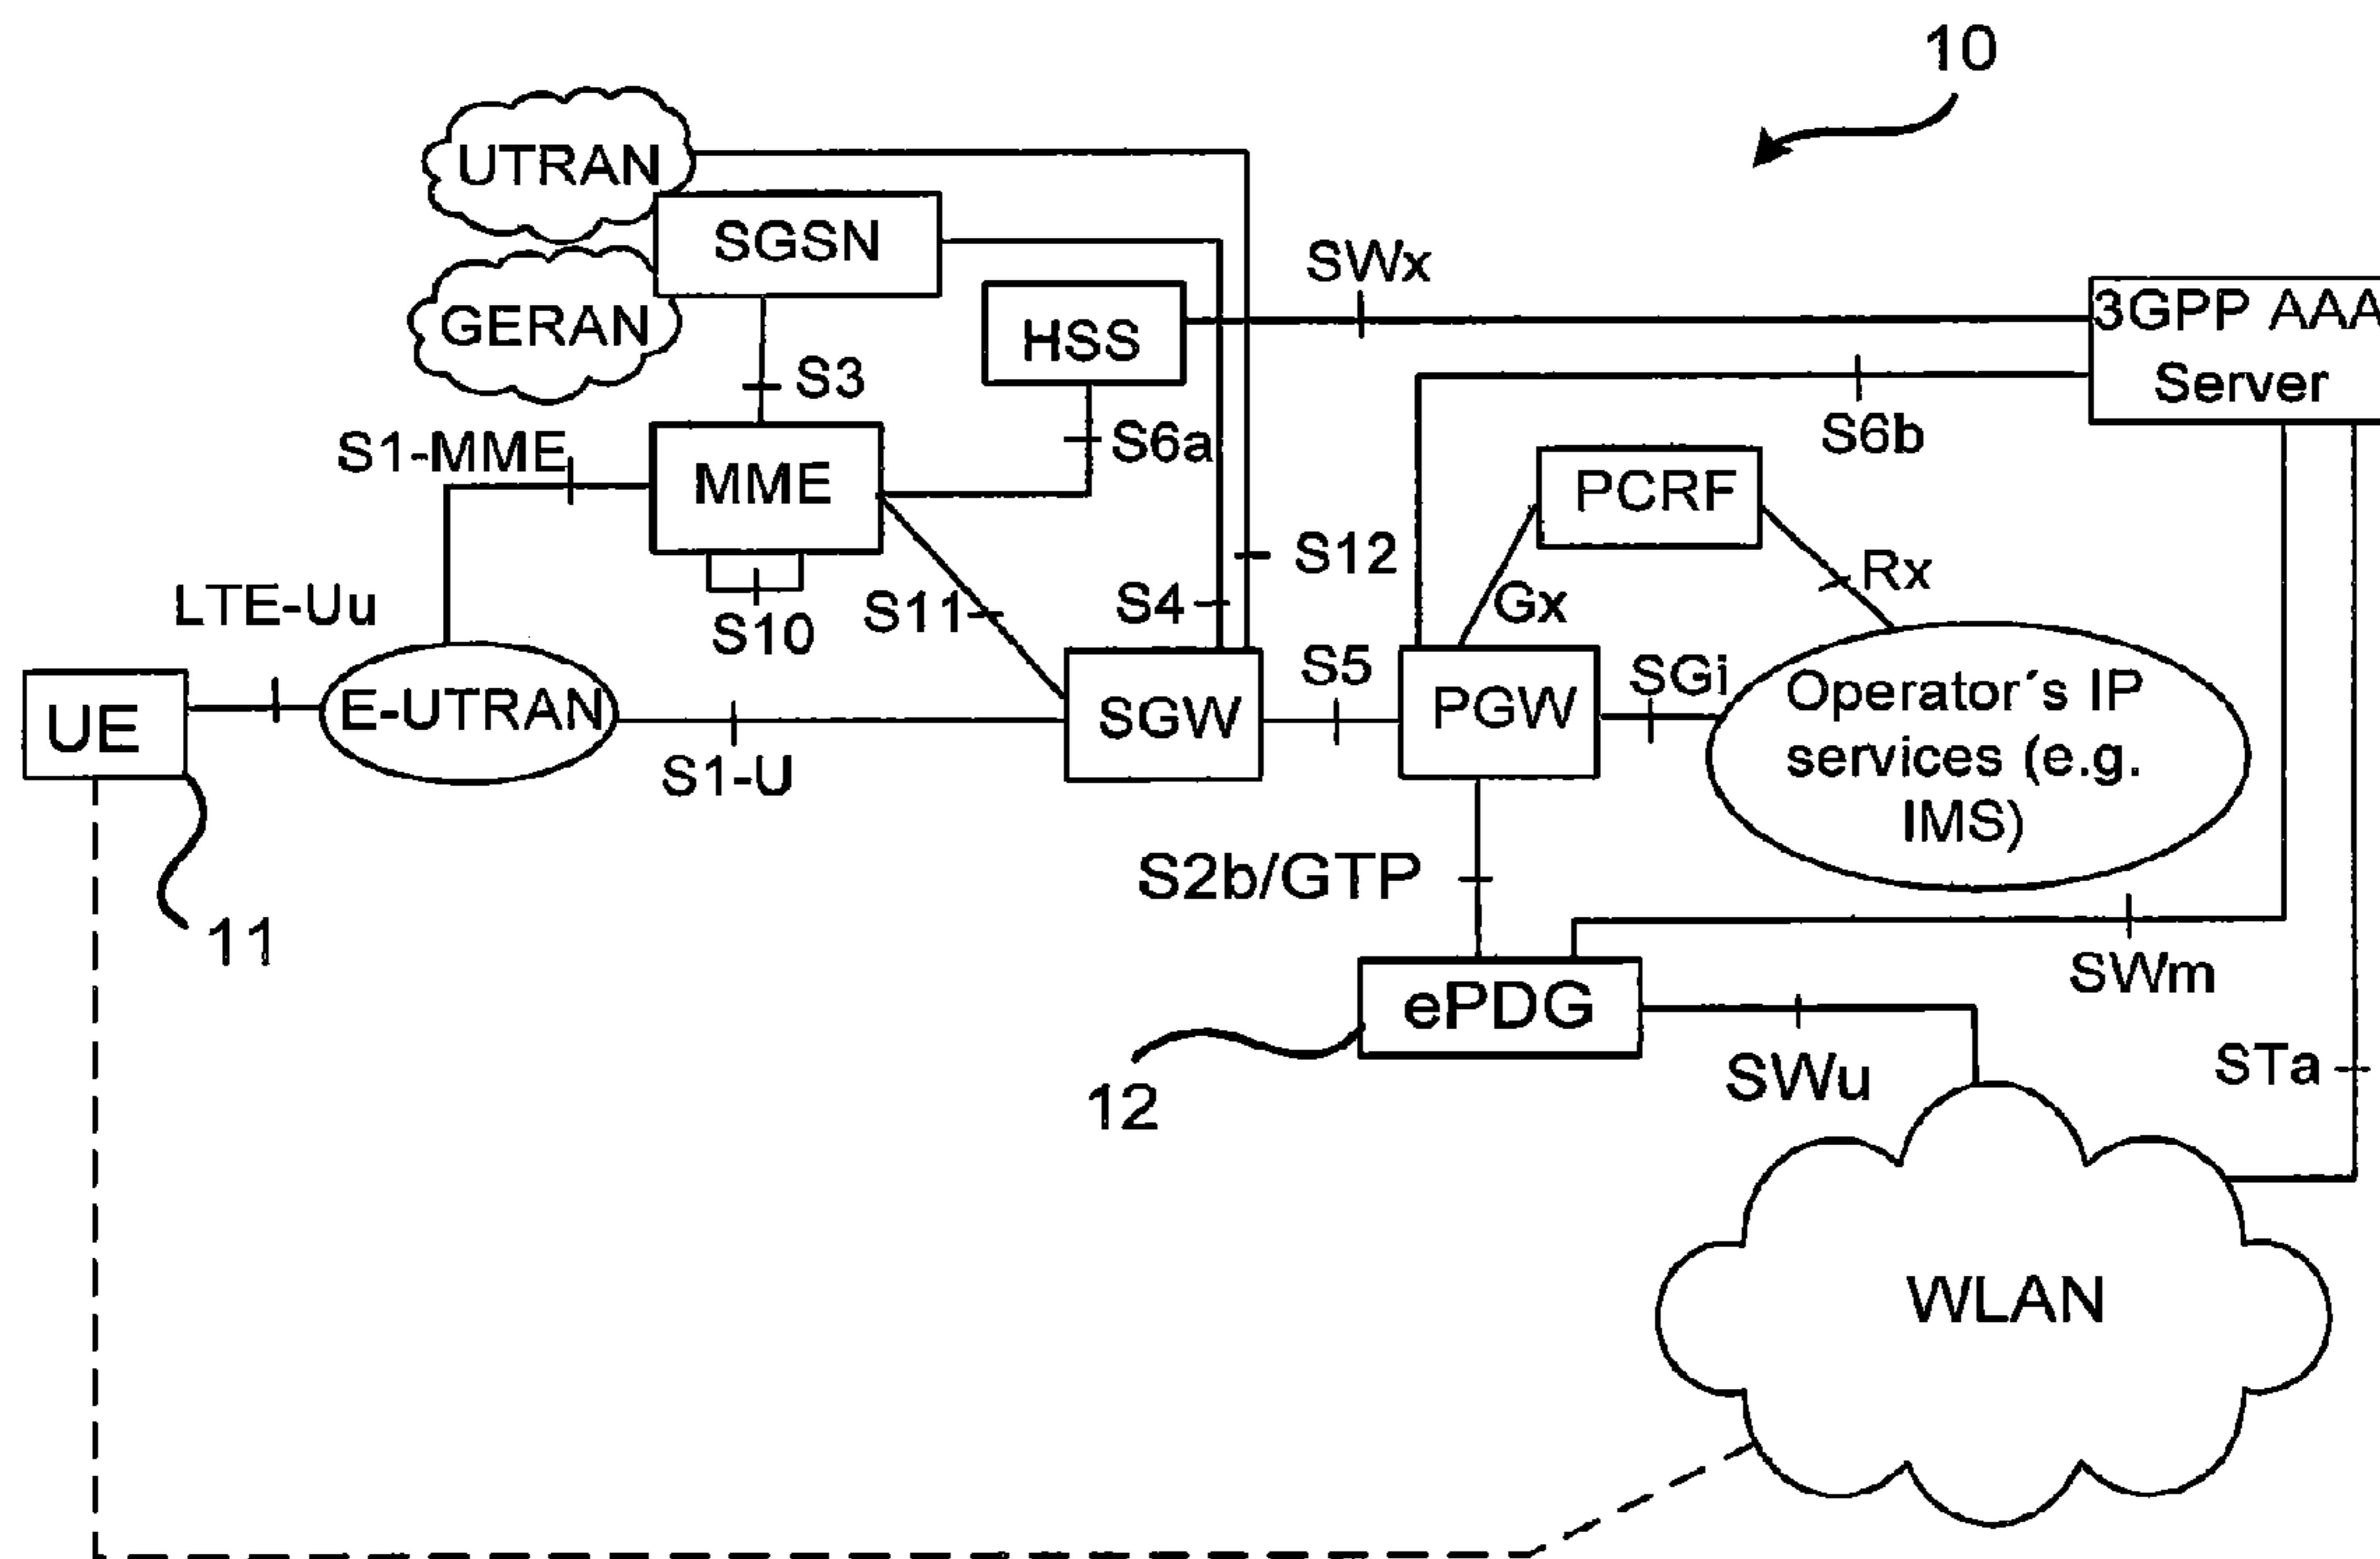 10
UTRAN
SGSN
GERAN
SWx
HSS
3GPP AAA
Server
S3
S6a
S6b
S1-MME
MME
PCRF
S12
Rx
Gx
S4
S11
S10
LTE-Uu
UE
E-UTRAN
S1-U
SGW
S5
PGW
SGi
Operator´s IP
services (e.g.
IMS)
S2b/GTP
11
SWm
ePDG
12
SWu
STa
WLAN